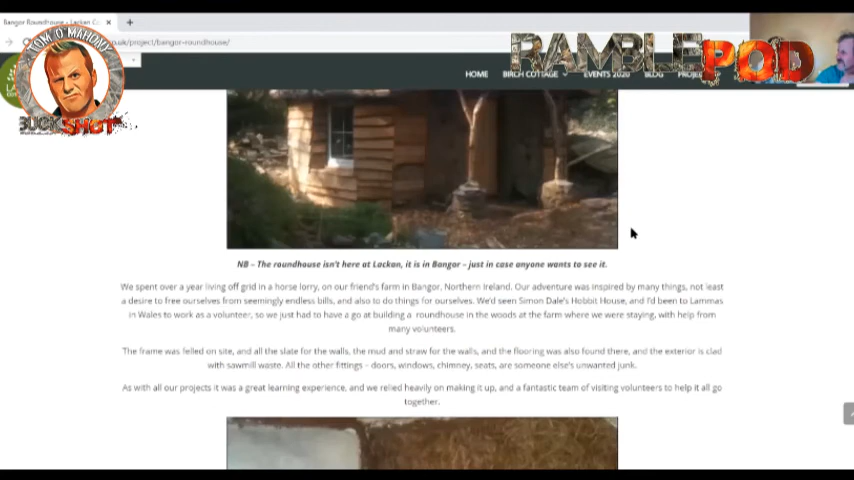 Bangor Roundhouse - Lackan Co
.uk/project/bangor-roundhouse/
TOM O'MAHONY
BUCKSHOT
RAMBLEPOD
HOME BIRCH COTTAGE EVENTS 2020 BLOG PROJE
NB - The roundhouse isn't here at Lackan, it is in Bangor - just in case anyone wants to see it.
We spent over a year living off grid in a horse lorry, on our friend's farm in Bangor, Northern Ireland. Our adventure was inspired by many things, not least
a desire to free ourselves from seemingly endless bills, and also to do things for ourselves. We'd seen Simon Dale's Hobbit House, and I'd been to Lammas
in Wales to work as a volunteer, so we just had to have a go at building a roundhouse in the woods at the farm where we were staying, with help from
many volunteers.
The frame was felled on site, and all the slate for the walls, the mud and straw for the walls, and the flooring was also found there, and the exterior is clad
with sawmill waste. All the other fittings - doors, windows, chimney, seats, are someone else's unwanted junk.
As with all our projects it was a great learning experience, and we relied heavily on making it up, and a fantastic team of visiting volunteers to help it all go
together.